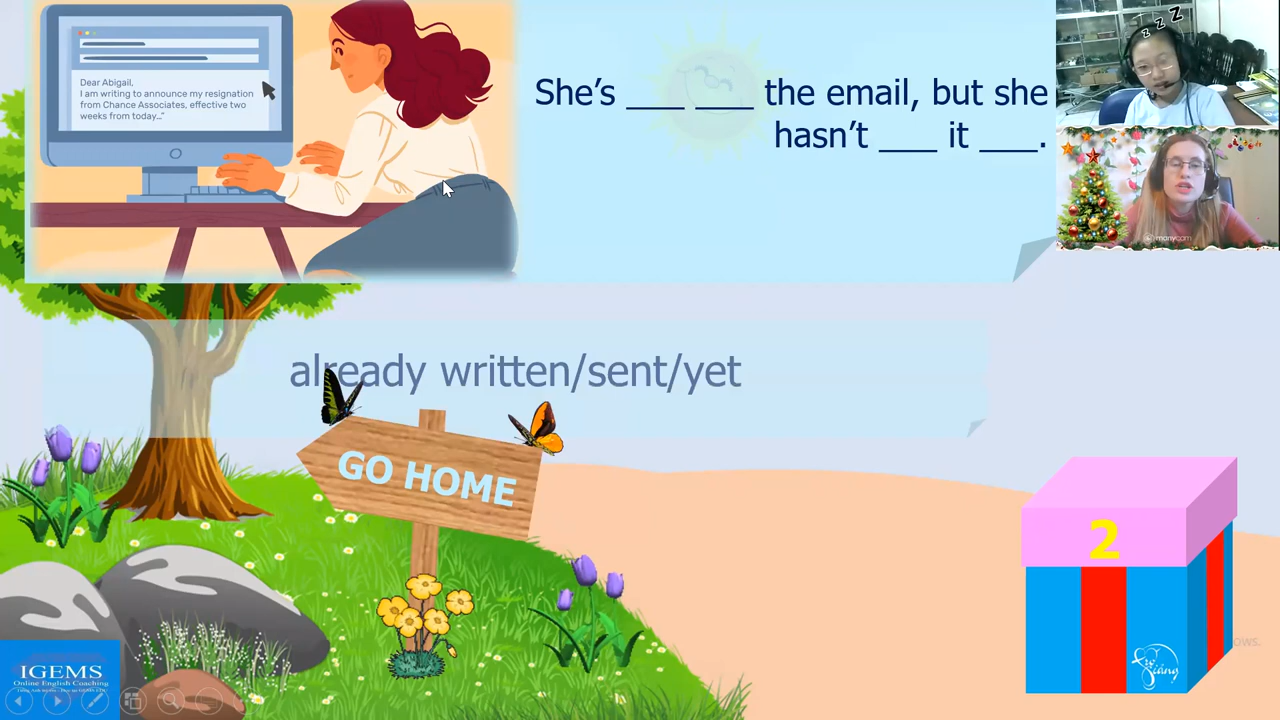 Dear Abigail,
I am writing to announce my resignation
from Chance Associates, effective two
weeks from today..."
She's ___ ___ the email, but she
hasn't ___ it ___.
z z Z
manycam
already written/sent/yet
GO HOME
2
IGEMS
Online English Coaching